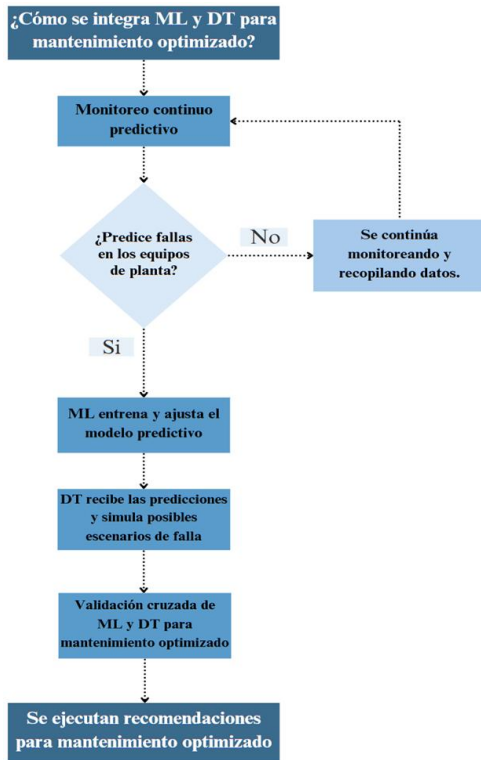 ¿Cómo se integra ML y DT para
mantenimiento optimizado?
Monitoreo continuo
predictivo
¿Predice fallas
en los equipos
de planta?
No
Se continúa
monitoreando y
recopilando datos.
Si
ML entrena y ajusta el
modelo predictivo
DT recibe las predicciones
y simula posibles
escenarios de falla
Validación cruzada de
ML y DT para
mantenimiento optimizado
Se ejecutan recomendaciones
para mantenimiento optimizado